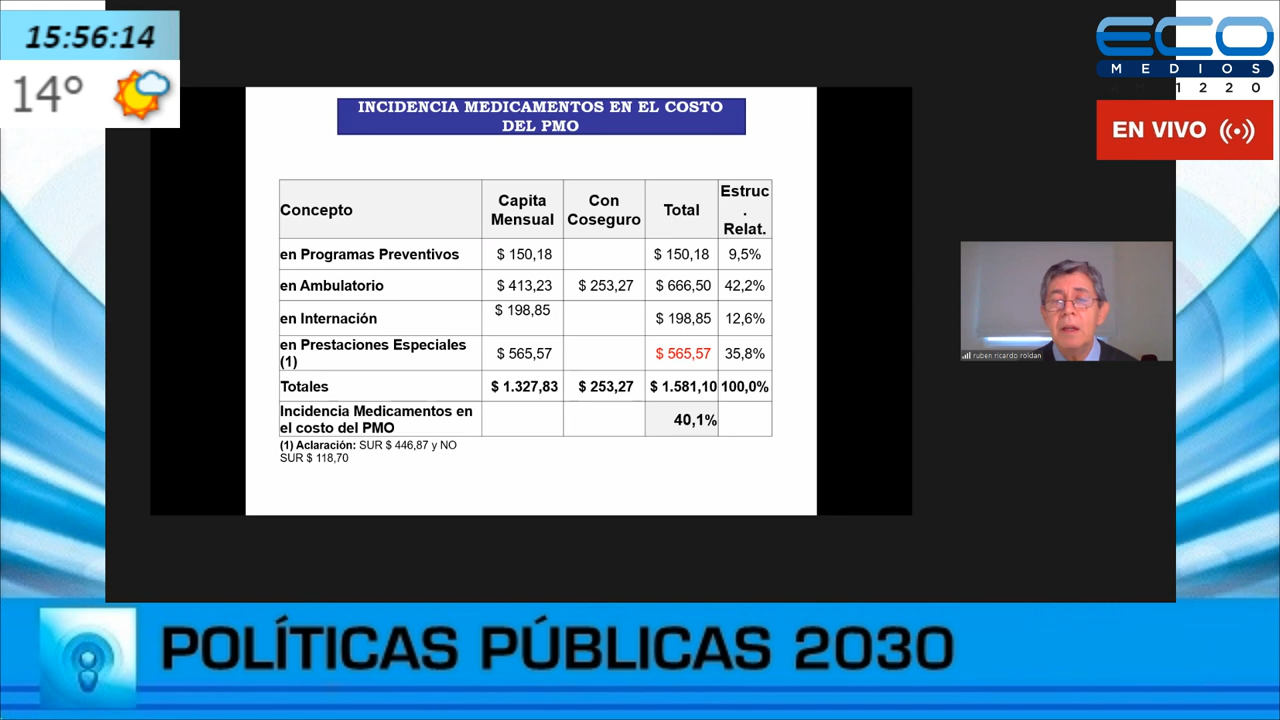 15:56:14
14°
ECO
MEDIOS
AM 1220
EN VIVO
INCIDENCIA MEDICAMENTOS EN EL COSTO
DEL PMO
Concepto
Capita
Mensual
Con
Coseguro
Total
Estruc
.
Relat.
en Programas Preventivos $ 150,18 $ 150,18 9,5%
en Ambulatorio $ 413,23 $ 253,27 $ 666,50 42,2%
en Internación $ 198,85 $ 198,85 12,6%
en Prestaciones Especiales
(1) $ 565,57 $ 565,57 35,8%
Totales $ 1.327,83 $ 253,27 $ 1.581,10 100,0%
Incidencia Medicamentos en
el costo del PMO 40,1%
(1) Aclaración: SUR $ 446,87 y NO
SUR $ 118,70
ruben ricardo roldan
POLÍTICAS PÚBLICAS 2030